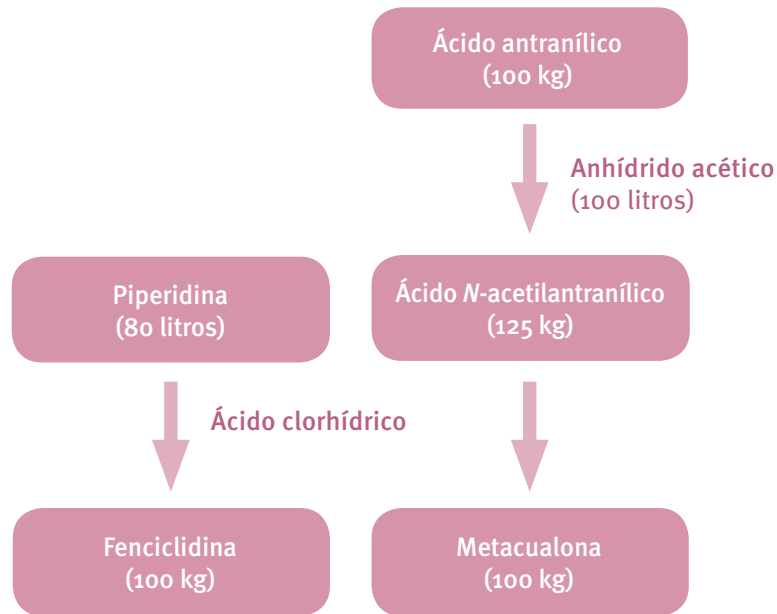 Ácido antranílico
(100 kg)
Anhídrido acético
(100 litros)
Piperidina
(80 litros)
Ácido N-acetilantranílico
(125 kg)
Ácido clorhídrico
Fenciclidina
(100 kg)
Metacualona
(100 kg)